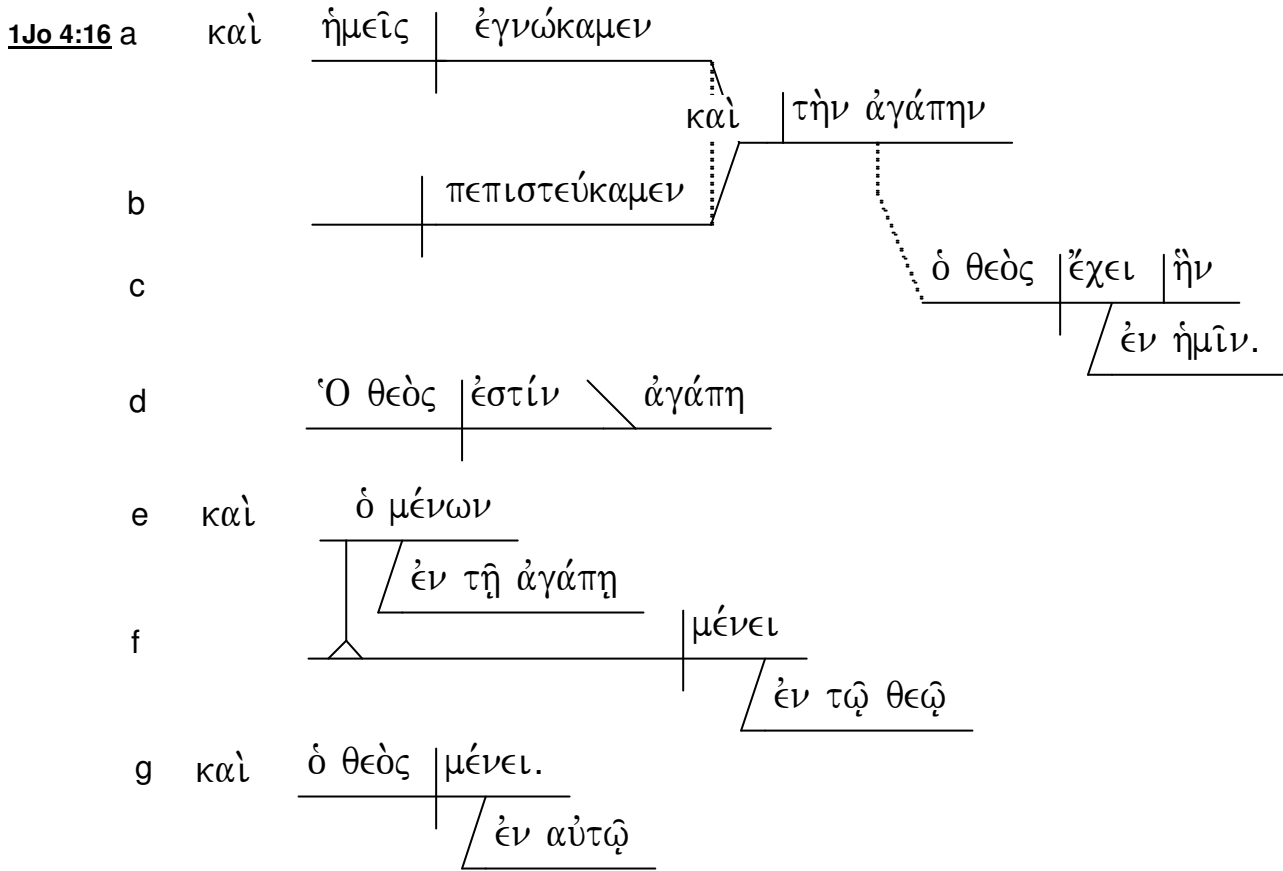 1Jo 4:16 a καὶ ἡμεῖς ἐγνώκαμεν
καὶ τὴν ἀγάπην
b πεπιστεύκαμεν
c ὁ θεὸς ἔχει ἣν
ἐν ἡμῖν.
d Ὁ θεὸς ἐστίν ἀγάπη
e καὶ ὁ μένων
ἐν τῇ ἀγάπῃ
f μένει
ἐν τῷ θεῷ
g καὶ ὁ θεὸς μένει.
ἐν αὐτῷ